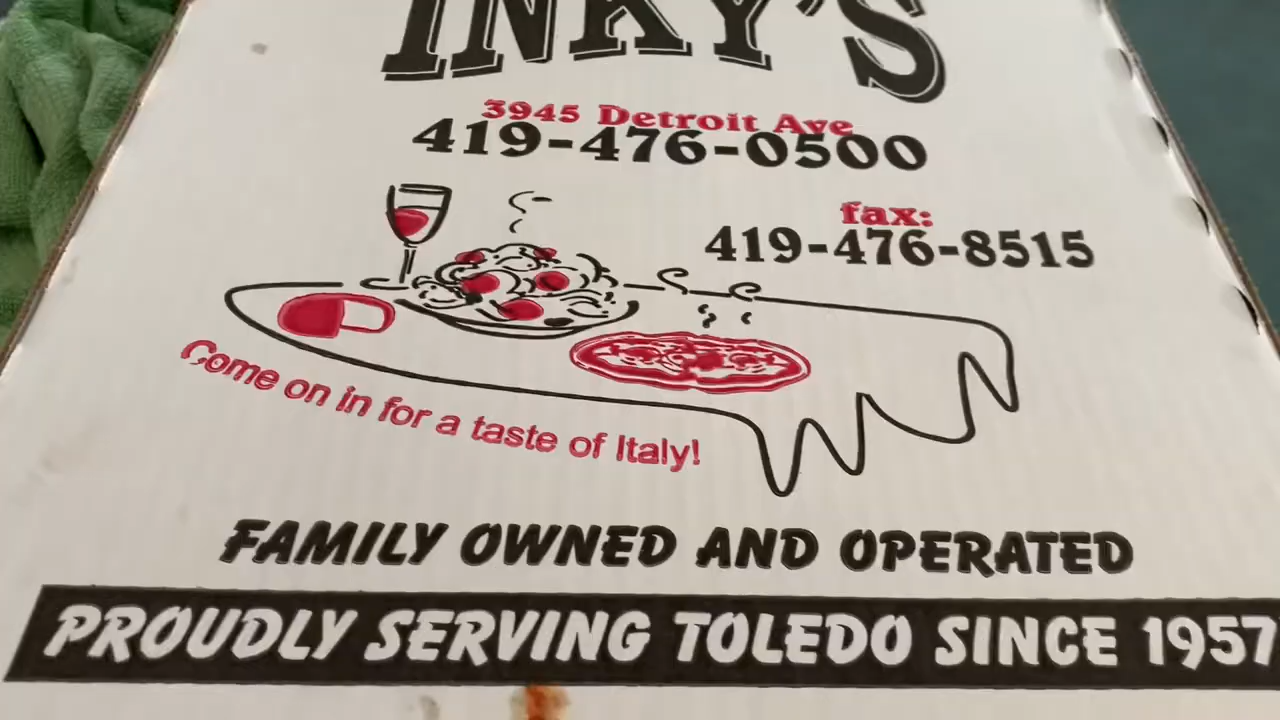 INKY'S
3945 Detroit Ave
419-476-0500
fax:
419-476-8515
Come on in for a taste of Italy!
FAMILY OWNED AND OPERATED
PROUDLY SERVING TOLEDO SINCE 1957